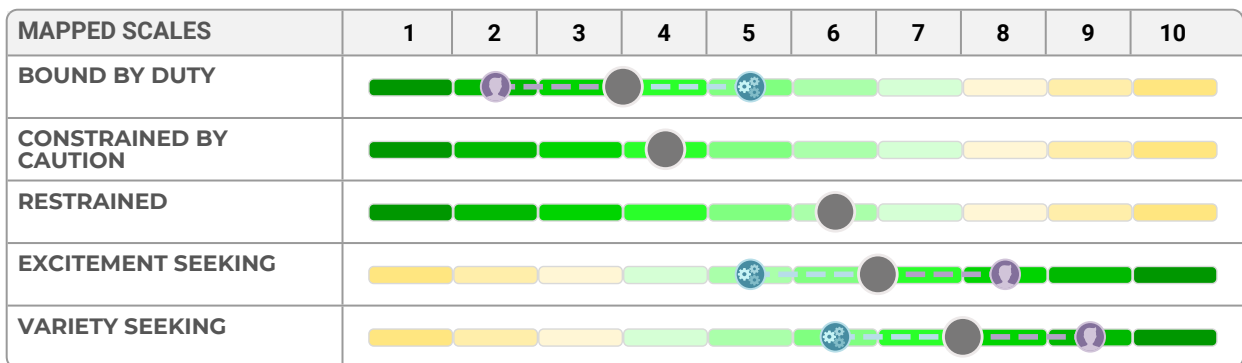 MAPPED SCALES 1 2 3 4 5 6 7 8 9 10
BOUND BY DUTY
CONSTRAINED BY
CAUTION
RESTRAINED
EXCITEMENT SEEKING
VARIETY SEEKING